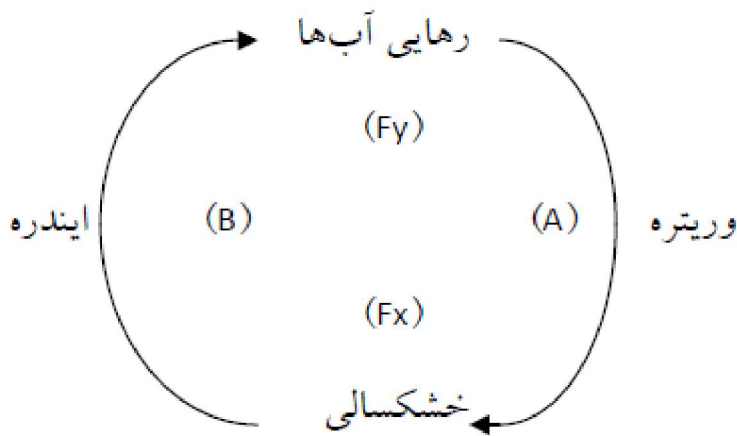 رهایی آب‌ها
(Fy)
وریتره
(A)
(B)
ایندره
(Fx)
خشکسالی